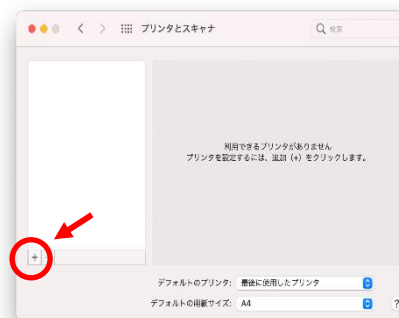 プリンタとスキャナ
検索
利用できるプリンタがありません
プリンタを設定するには、追加（+）をクリックします。
+
デフォルトのプリンタ: 最後に使用したプリンタ
デフォルトの用紙サイズ: A4
?